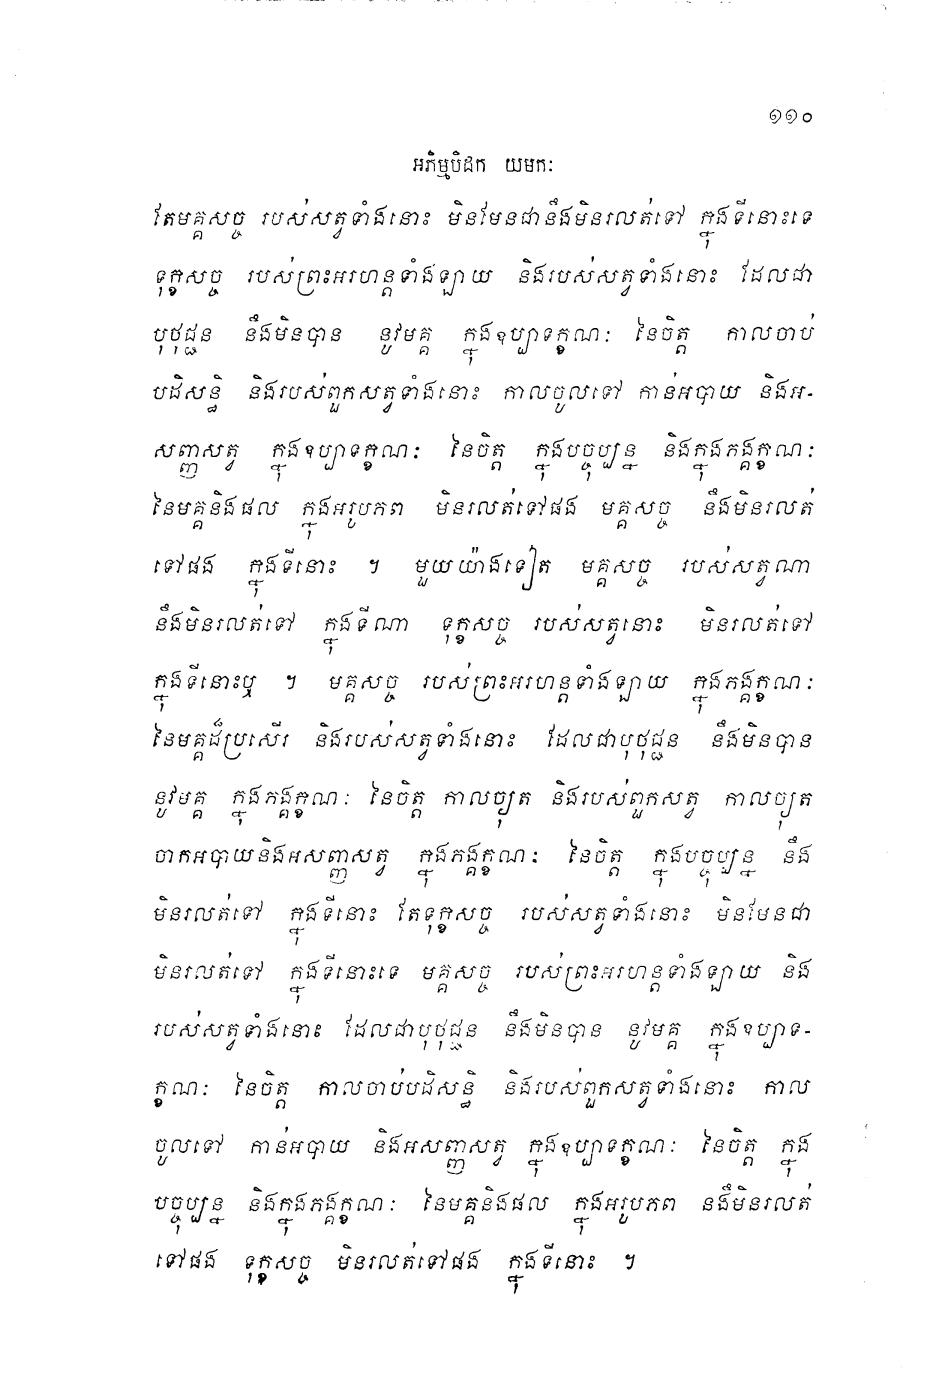 ១១០
អភិធម្មបិដក យមកៈ
តែមគ្គសច្ច របស់សត្វទាំងនោះ មិនមែនជានឹងមិនរលត់ទៅ ក្នុងទីនោះទេ
ទុក្ខសច្ច របស់ព្រះអរហន្តទាំងឡាយ និងរបស់សត្វទាំងនោះ ដែលជា
បុថុជ្ជន នឹងមិនបាន នូវមគ្គ ក្នុងឧប្បាទក្ខណៈ នៃចិត្ត កាលចាប់
បដិសន្ធិ និងរបស់ពួកសត្វទាំងនោះ កាលចូលទៅ កាន់អបាយ និងអ-
សញ្ញសត្វ ក្នុងឧប្បាទក្ខណៈ នៃចិត្ត ក្នុងបច្ចុប្បន្ន និងក្នុងភង្គក្ខណៈ
នៃមគ្គនិងផល ក្នុងអរូបភព មិនរលត់ទៅផង មគ្គសច្ច នឹងមិនរលត់
ទៅផង ក្នុងទីនោះ ។ មួយយ៉ាងទៀត មគ្គសច្ច របស់សត្វណា
នឹងមិនរលត់ទៅ ក្នុងទីណា ទុក្ខសច្ច របស់សត្វនោះ មិនរលត់ទៅ
ក្នុងទីនោះឬ ។ មគ្គសច្ច របស់ព្រះអរហន្តទាំងឡាយ ក្នុងភង្គក្ខណៈ
នៃមគ្គដ៏ប្រសើរ និងរបស់សត្វទាំងនោះ ដែលជាបុថុជ្ជន នឹងមិនបាន
នូវមគ្គ ក្នុងភង្គក្ខណៈ នៃចិត្ត កាលច្យុត និងរបស់ពួកសត្វ កាលច្យុត
ចាកអបាយនិងអសញ្ញសត្វ ក្នុងភង្គក្ខណៈ នៃចិត្ត ក្នុងបច្ចុប្បន្ន នឹង
មិនរលត់ទៅ ក្នុងទីនោះ តែទុក្ខសច្ច របស់សត្វទាំងនោះ មិនមែនជា
មិនរលត់ទៅ ក្នុងទីនោះទេ មគ្គសច្ច របស់ព្រះអរហន្តទាំងឡាយ និង
របស់សត្វទាំងនោះ ដែលជាបុថុជ្ជន នឹងមិនបាន នូវមគ្គ ក្នុងឧប្បាទ-
ក្ខណៈ នៃចិត្ត កាលចាប់បដិសន្ធិ និងរបស់ពួកសត្វទាំងនោះ កាល
ចូលទៅ កាន់អបាយ និងអសញ្ញសត្វ ក្នុងឧប្បាទក្ខណៈ នៃចិត្ត ក្នុង
បច្ចុប្បន្ន និងក្នុងភង្គក្ខណៈ នៃមគ្គនិងផល ក្នុងអរូបភព នងឹមិនរលត់
ទៅផង ទុក្ខសច្ច មិនរលត់ទៅផង ក្នុងទីនោះ ។